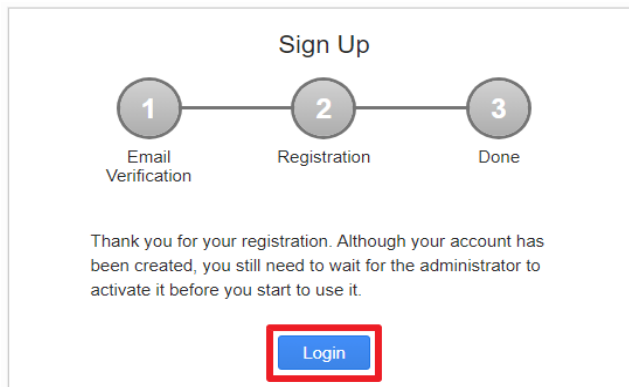 Sign Up
1 2 3
Email Registration Done
Verification
Thank you for your registration. Although your account has
been created, you still need to wait for the administrator to
activate it before you start to use it.
Login